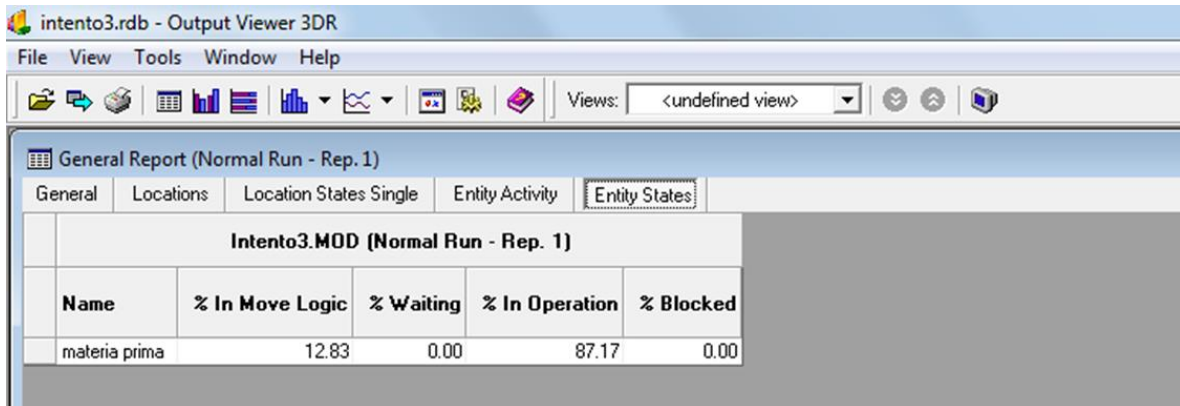 intento3.rdb - Output Viewer 3DR
File View Tools Window Help
Views: <undefined view>
General Report (Normal Run - Rep. 1)
General Locations Location States Single Entity Activity Entity States
Intento3.MOD (Normal Run - Rep. 1)
Name % In Move Logic % Waiting % In Operation % Blocked
materia prima 12.83 0.00 87.17 0.00